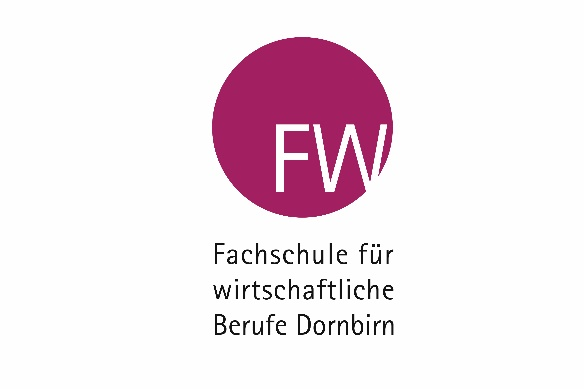 FW
Fachschule für
wirtschaftliche
Berufe Dornbirn